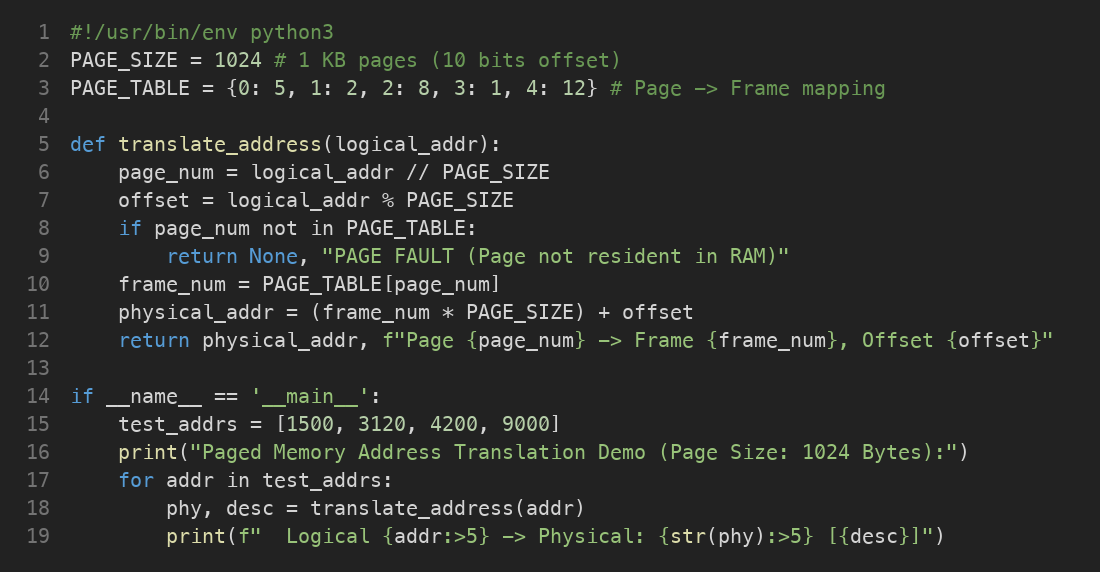 1 #!/usr/bin/env python3
2 PAGE_SIZE = 1024 # 1 KB pages (10 bits offset)
3 PAGE_TABLE = {0: 5, 1: 2, 2: 8, 3: 1, 4: 12} # Page -> Frame mapping
4
5 def translate_address(logical_addr):
6     page_num = logical_addr // PAGE_SIZE
7     offset = logical_addr % PAGE_SIZE
8     if page_num not in PAGE_TABLE:
9         return None, "PAGE FAULT (Page not resident in RAM)"
10     frame_num = PAGE_TABLE[page_num]
11     physical_addr = (frame_num * PAGE_SIZE) + offset
12     return physical_addr, f"Page {page_num} -> Frame {frame_num}, Offset {offset}"
13
14 if __name__ == '__main__':
15     test_addrs = [1500, 3120, 4200, 9000]
16     print("Paged Memory Address Translation Demo (Page Size: 1024 Bytes):")
17     for addr in test_addrs:
18         phy, desc = translate_address(addr)
19         print(f"  Logical {addr:>5} -> Physical: {str(phy):>5} [{desc}]")